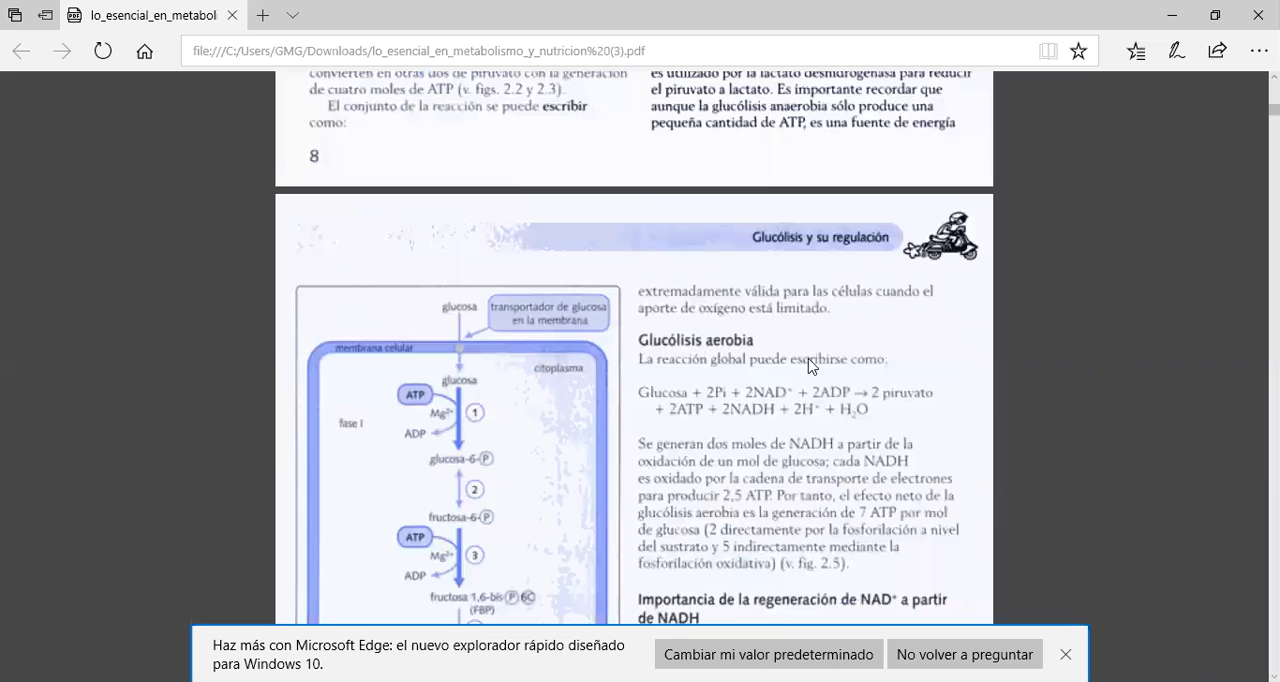 lo_esencial_en_metaboli
file:///C:/Users/GMG/Downloads/lo_esencial_en_metabolismo_y_nutricion%20(3).pdf
convierten en otras dos de piruvato con la generación
de cuatro moles de ATP (v. figs. 2.2 y 2.3).
El conjunto de la reacción se puede escribir
como:
8
es utilizado por la lactato deshidrogenasa para reducir
el piruvato a lactato. Es importante recordar que
aunque la glucólisis anaerobia sólo produce una
pequeña cantidad de ATP, es una fuente de energía
Glucólisis y su regulación
glucosa
transportador de glucosa
en la membrana
membrana celular
citoplasma
glucosa
ATP
Mg²⁺
1
fase I
ADP
glucosa-6-P
2
fructosa-6-P
ATP
Mg²⁺
3
ADP
fructosa 1,6-bis P 6C
(FBP)
extremadamente válida para las células cuando el
aporte de oxígeno está limitado.
Glucólisis aerobia
La reacción global puede escribirse como:
Glucosa + 2Pi + 2NAD⁺ + 2ADP → 2 piruvato
+ 2ATP + 2NADH + 2H⁺ + H₂O
Se generan dos moles de NADH a partir de la
oxidación de un mol de glucosa; cada NADH
es oxidado por la cadena de transporte de electrones
para producir 2,5 ATP. Por tanto, el efecto neto de la
glucólisis aerobia es la generación de 7 ATP por mol
de glucosa (2 directamente por la fosforilación a nivel
del sustrato y 5 indirectamente mediante la
fosforilación oxidativa) (v. fig. 2.5).
Importancia de la regeneración de NAD⁺ a partir
de NADH
Haz más con Microsoft Edge: el nuevo explorador rápido diseñado
para Windows 10.
Cambiar mi valor predeterminado
No volver a preguntar